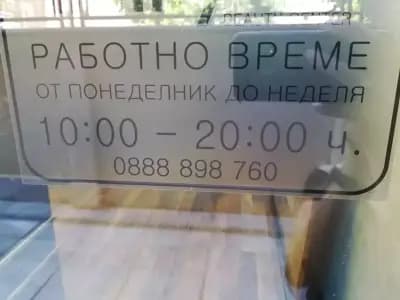 РАБОТНО ВРЕМЕ
ОТ ПОНЕДЕЛНИК ДО НЕДЕЛЯ
10:00 – 20:00 ч.
0888 898 760